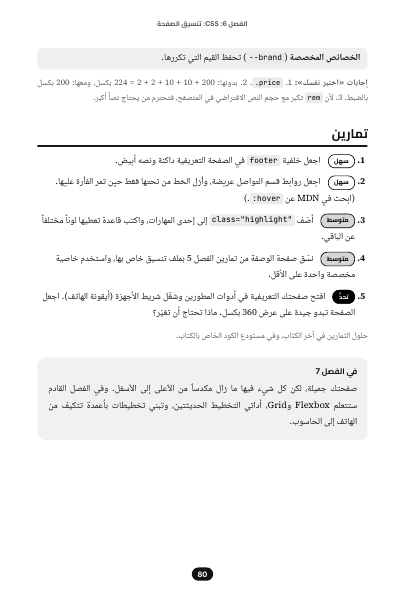 الفصل 6: CSS: تنسيق الصفحة
الخصائص المخصصة ( --brand ) تحفظ القيم التي تكررها.
إجابات «اختبر نفسك»: 1. .price . 2. بدونها: 200 + 10 + 10 + 2 + 2 = 224 بكسل، ومعها: 200 بكسل
بالضبط. 3. لأن rem تكبر مع حجم النص الافتراضي في المتصفح، فتحترم من يحتاج نصاً أكبر.
تمارين
1. سهل اجعل خلفية footer في الصفحة التعريفية داكنة ونصه أبيض.
2. سهل اجعل روابط قسم التواصل عريضة، وأزل الخط من تحتها فقط حين تمر الفأرة عليها.
(ابحث في MDN عن :hover .)
3. متوسط أضف class="highlight" إلى إحدى المهارات، واكتب قاعدة تعطيها لوناً مختلفاً
عن الباقي.
4. متوسط نسّق صفحة الوصفة من تمارين الفصل 5 بملف تنسيق خاص بها، واستخدم خاصية
مخصصة واحدة على الأقل.
5. تحدٍّ افتح صفحتك التعريفية في أدوات المطورين وشغّل شريط الأجهزة (أيقونة الهاتف). اجعل
الصفحة تبدو جيدة على عرض 360 بكسل. ماذا تحتاج أن تغيّر؟
حلول التمارين في آخر الكتاب، وفي مستودع الكود الخاص بالكتاب.
في الفصل 7
صفحتك جميلة، لكن كل شيء فيها ما زال مكدساً من الأعلى إلى الأسفل. وفي الفصل القادم
ستتعلم Flexbox وGrid، أداتي التخطيط الحديثتين، وتبني تخطيطات بأعمدة تتكيف من
الهاتف إلى الحاسوب.
80